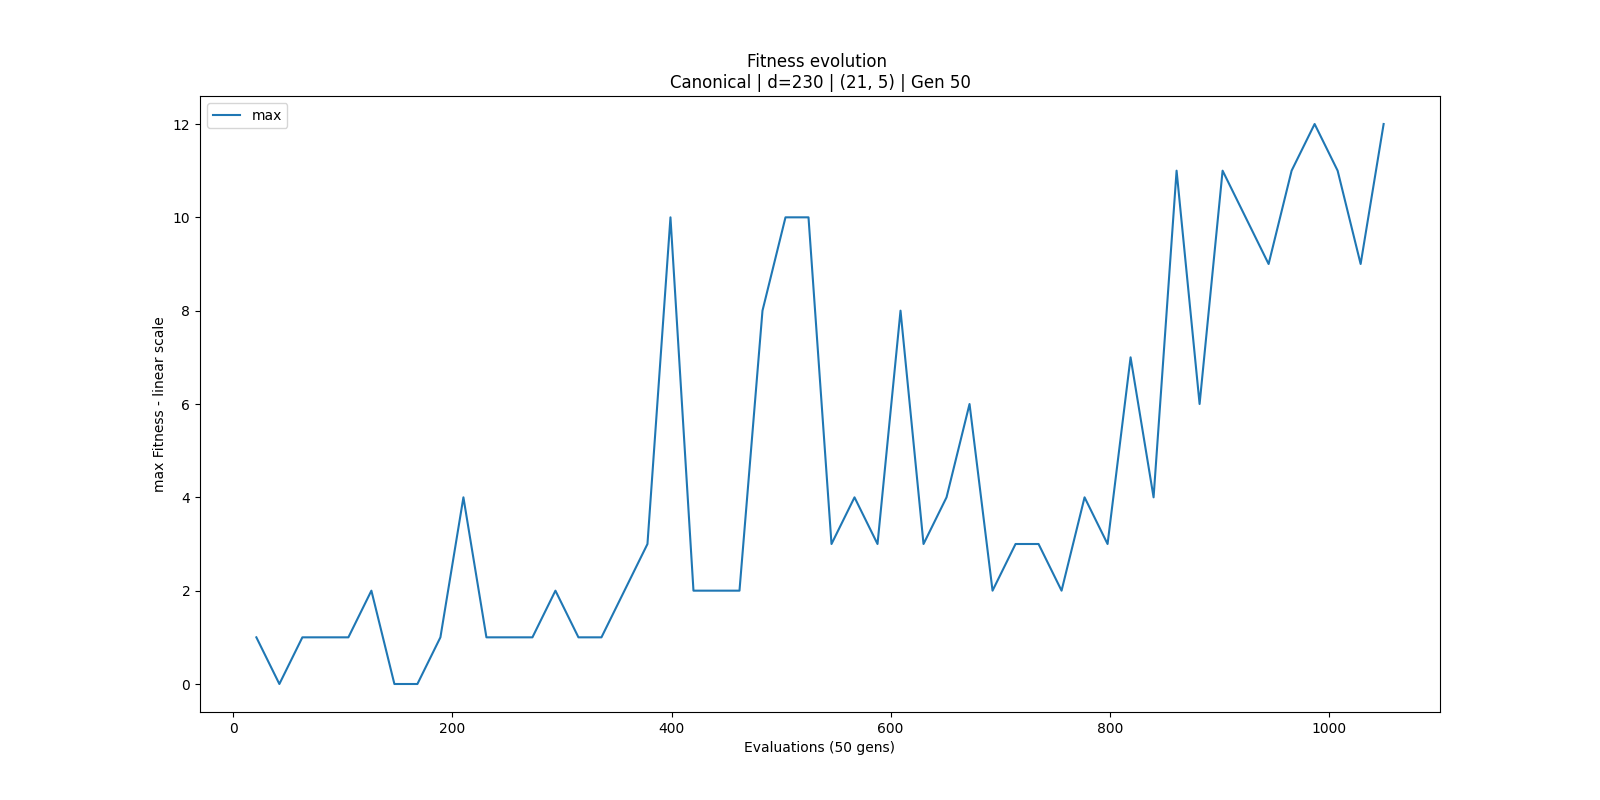 Fitness evolution
Canonical | d=230 | (21, 5) | Gen 50
max
12
10
8
6
4
2
0
max Fitness - linear scale
0 200 400 600 800 1000
Evaluations (50 gens)